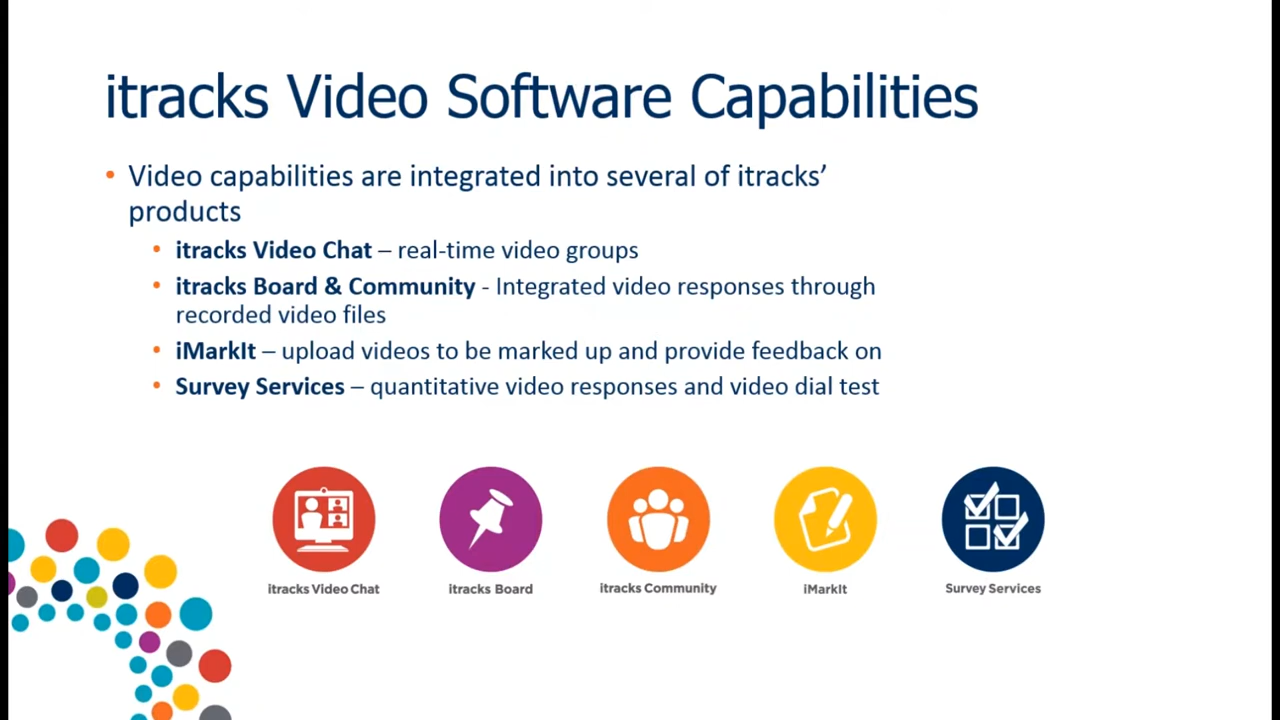 itracks Video Software Capabilities
• Video capabilities are integrated into several of itracks’
products
• itracks Video Chat – real-time video groups
• itracks Board & Community - Integrated video responses through
recorded video files
• iMarkIt – upload videos to be marked up and provide feedback on
• Survey Services – quantitative video responses and video dial test
itracks Video Chat
itracks Board
itracks Community
iMarkIt
Survey Services